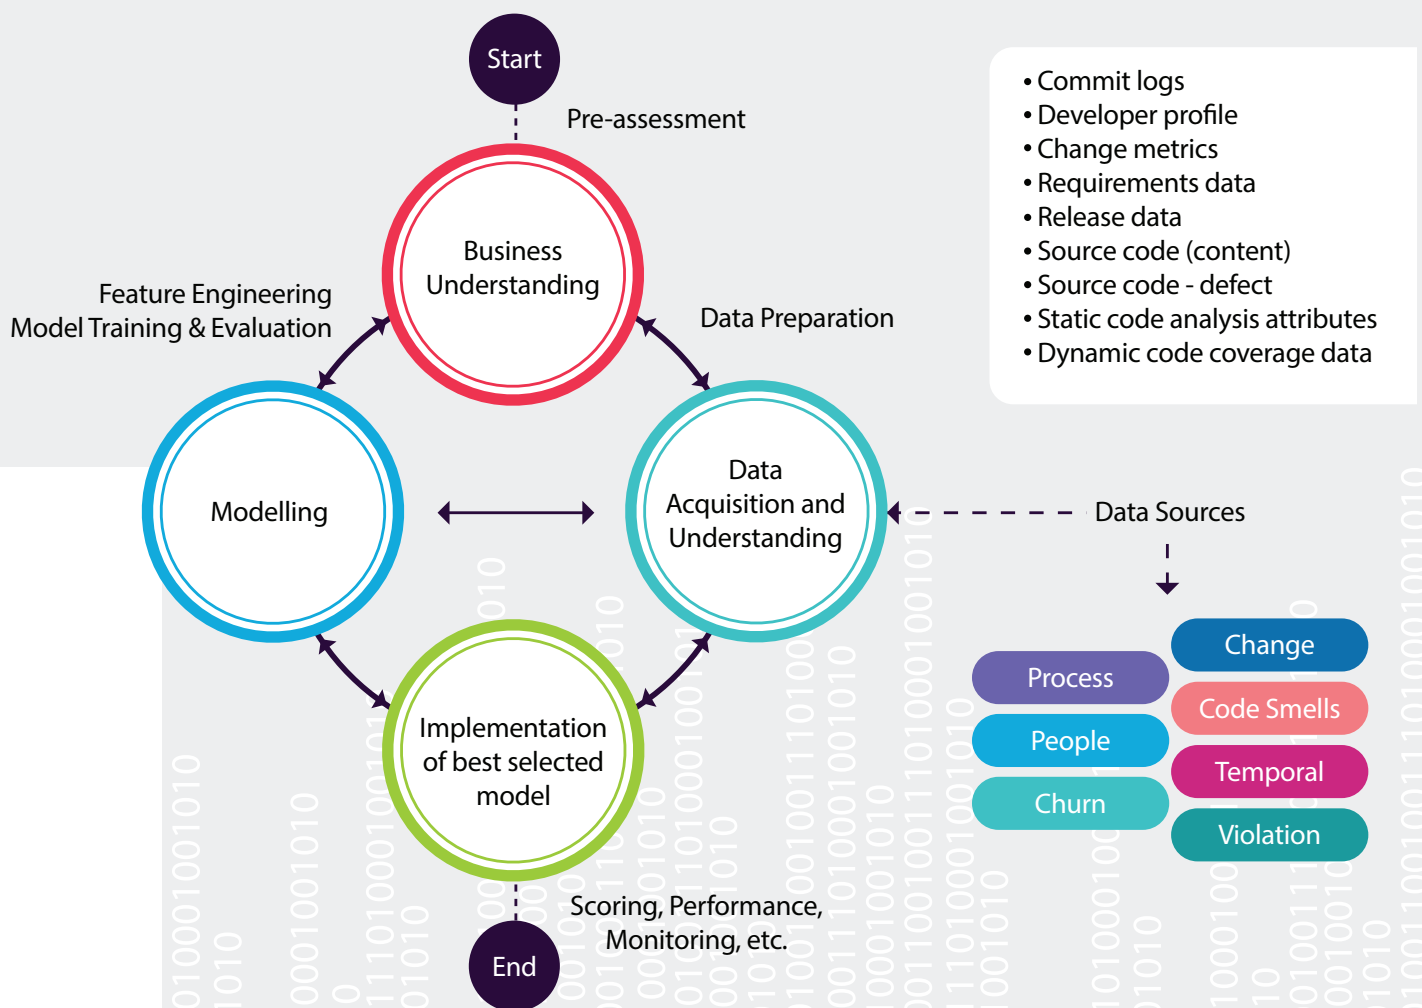 Start
Pre-assessment
Business
Understanding
Feature Engineering
Model Training & Evaluation
Data Preparation
• Commit logs
• Developer profile
• Change metrics
• Requirements data
• Release data
• Source code (content)
• Source code - defect
• Static code analysis attributes
• Dynamic code coverage data
Modelling
Data
Acquisition and
Understanding
Data Sources
Implementation
of best selected
model
Process
People
Churn
Change
Code Smells
Temporal
Violation
Scoring, Performance,
Monitoring, etc.
End